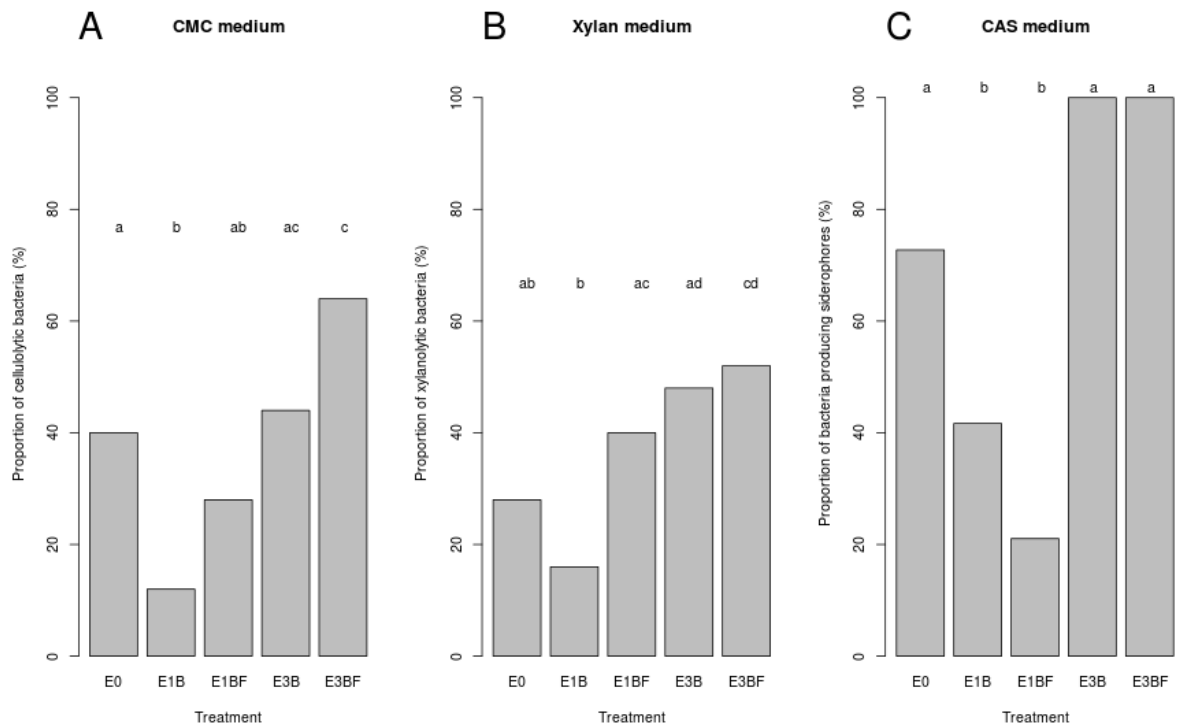 A CMC medium
Proportion of cellulolytic bacteria (%)
0 20 40 60 80 100
a b ab ac c
E0 E1B E1BF E3B E3BF
Treatment
B Xylan medium
Proportion of xylanolytic bacteria (%)
0 20 40 60 80 100
ab b ac ad cd
E0 E1B E1BF E3B E3BF
Treatment
C CAS medium
Proportion of bacteria producing siderophores (%)
0 20 40 60 80 100
a b b a a
E0 E1B E1BF E3B E3BF
Treatment